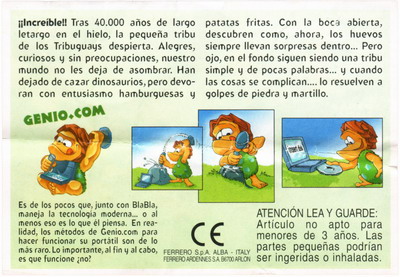 ¡¡Increíble!! Tras 40.000 años de largo
letargo en el hielo, la pequeña tribu
de los Tribuguays despierta. Alegres,
curiosos y sin preocupaciones, nuestro
mundo no les deja de asombrar. Han
dejado de cazar dinosaurios, pero devo-
ran con entusiasmo hamburguesas y
patatas fritas. Con la boca abierta,
descubren como, ahora, los huevos
siempre llevan sorpresas dentro... Pero
ojo, en el fondo siguen siendo una tribu
simple y de pocas palabras... y cuando
las cosas se complican.... lo resuelven a
golpes de piedra y martillo.
GENIO.COM
Es de los pocos que, junto con BlaBla,
maneja la tecnología moderna... o al
menos eso es lo que él piensa. En rea-
lidad, los métodos de Genio.com para
hacer funcionar su portátil son de lo
más raro. Lo importante, al fin y al cabo,
es que funcione ¿no?
CE
FERRERO S.p.A. ALBA - ITALY
FERRERO ARDENNES S.A. B6700 ARLON
ATENCIÓN LEA Y GUARDE:
Artículo no apto para
menores de 3 años. Las
partes pequeñas podrían
ser ingeridas o inhaladas.